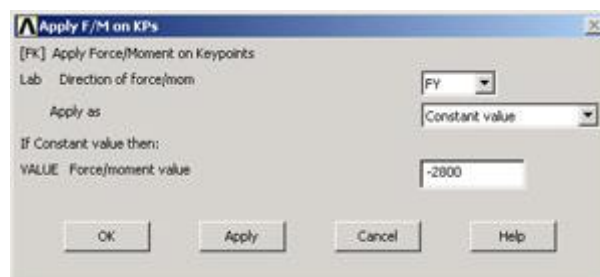 Apply F/M on KPs
[FK] Apply Force/Moment on Keypoints
Lab Direction of force/mom FY
Apply as Constant value
If Constant value then:
VALUE Force/moment value -2800
OK Apply Cancel Help